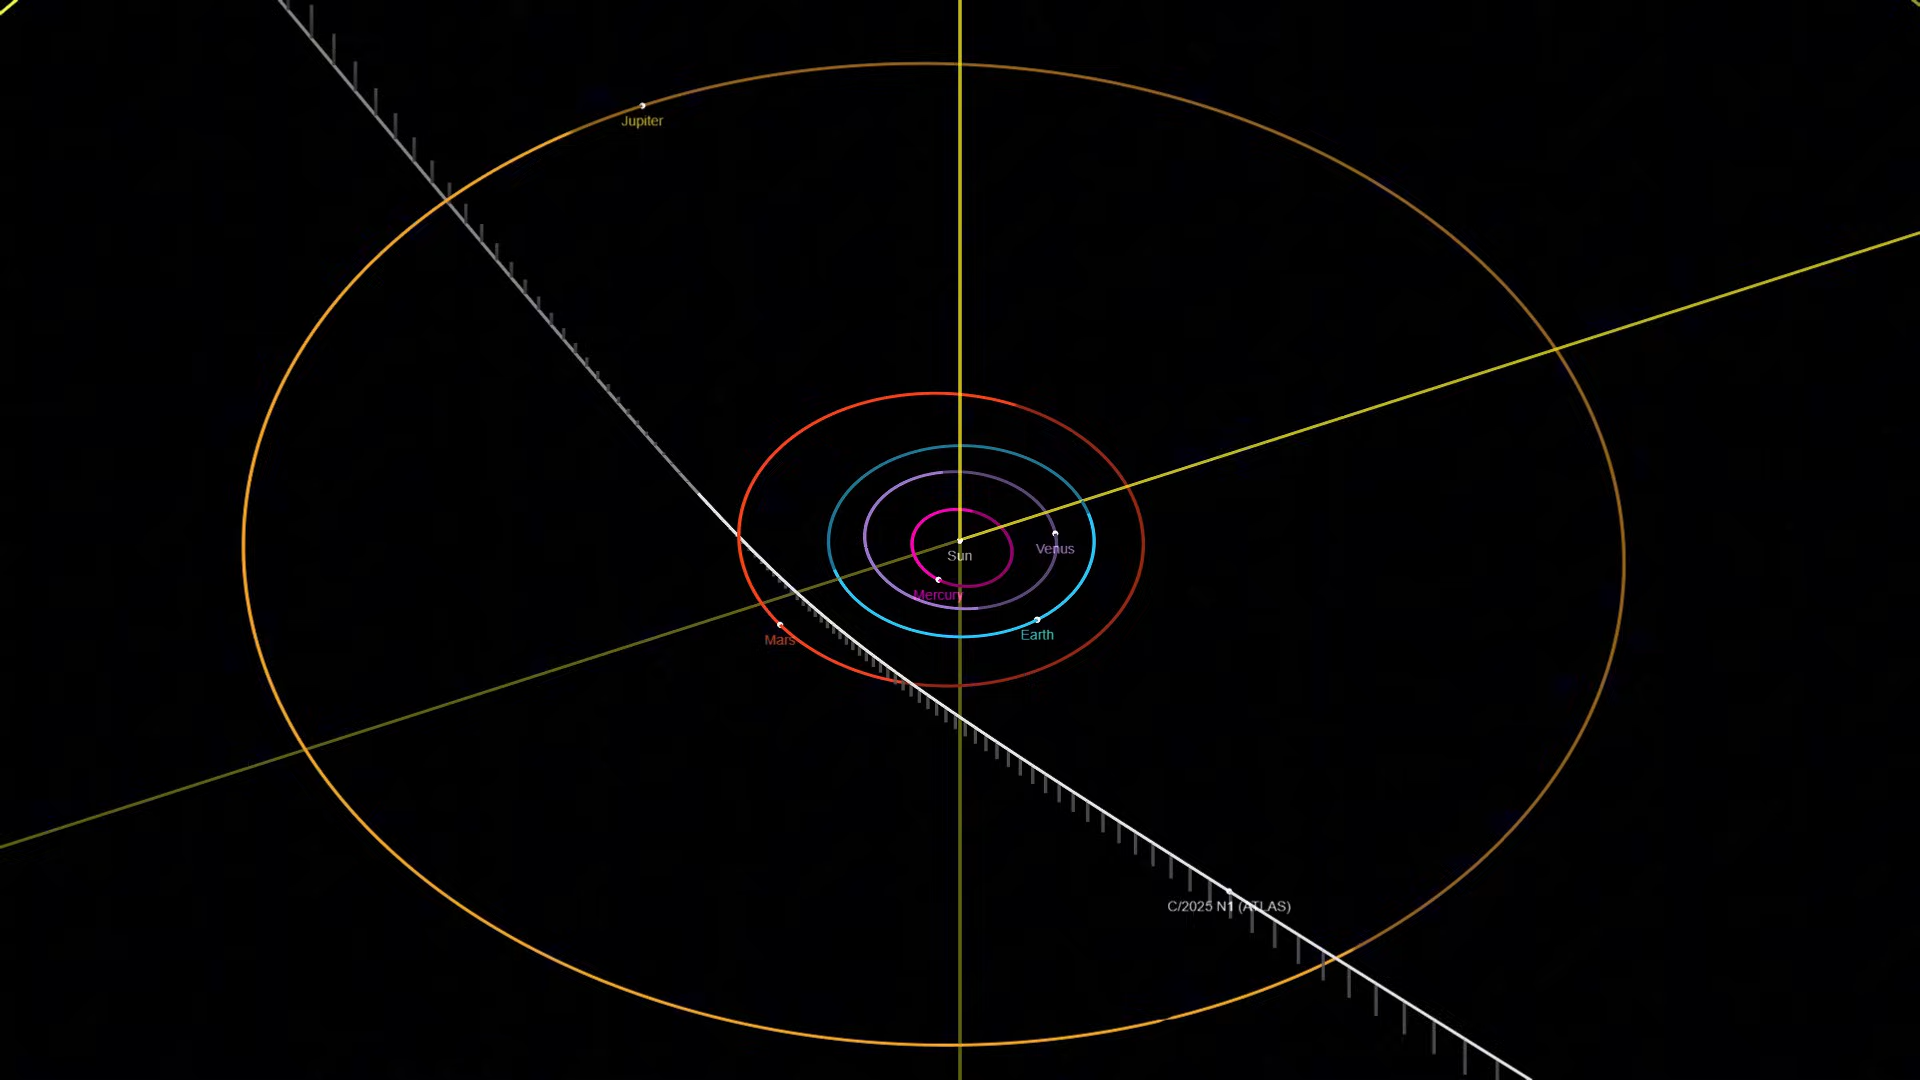 Jupiter
Venus
Sun
Mercury
Earth
Mars
C/2025 N1 (ATLAS)